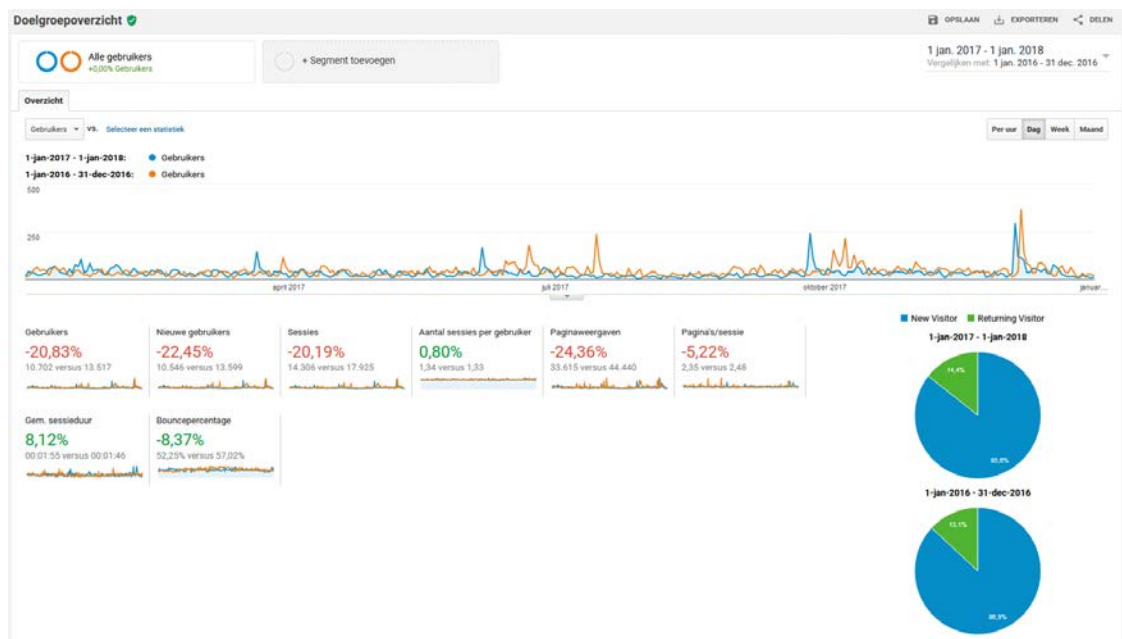 Doelgroepoverzicht
OPSLAAN EXPORTEREN DELEN
Alle gebruikers
+0,00% Gebruikers
+ Segment toevoegen
1 jan. 2017 - 1 jan. 2018
Vergelijken met: 1 jan. 2016 - 31 dec. 2016
Overzicht
Gebruikers VS. Selecteer een statistiek
Per uur Dag Week Maand
1-jan-2017 - 1-jan-2018: Gebruikers
1-jan-2016 - 31-dec-2016: Gebruikers
500
250
april 2017 juli 2017 oktober 2017 januar...
Gebruikers
-20,83%
10.702 versus 13.517
Nieuwe gebruikers
-22,45%
10.546 versus 13.599
Sessies
-20,19%
14.306 versus 17.925
Aantal sessies per gebruiker
0,80%
1,34 versus 1,33
Paginaweergaven
-24,36%
33.615 versus 44.440
Pagina's/sessie
-5,22%
2,35 versus 2,48
Gem. sessieduur
8,12%
00:01:55 versus 00:01:46
Bouncepercentage
-8,37%
52,25% versus 57,02%
New Visitor Returning Visitor
1-jan-2017 - 1-jan-2018
14,4%
1-jan-2016 - 31-dec-2016
13,1%